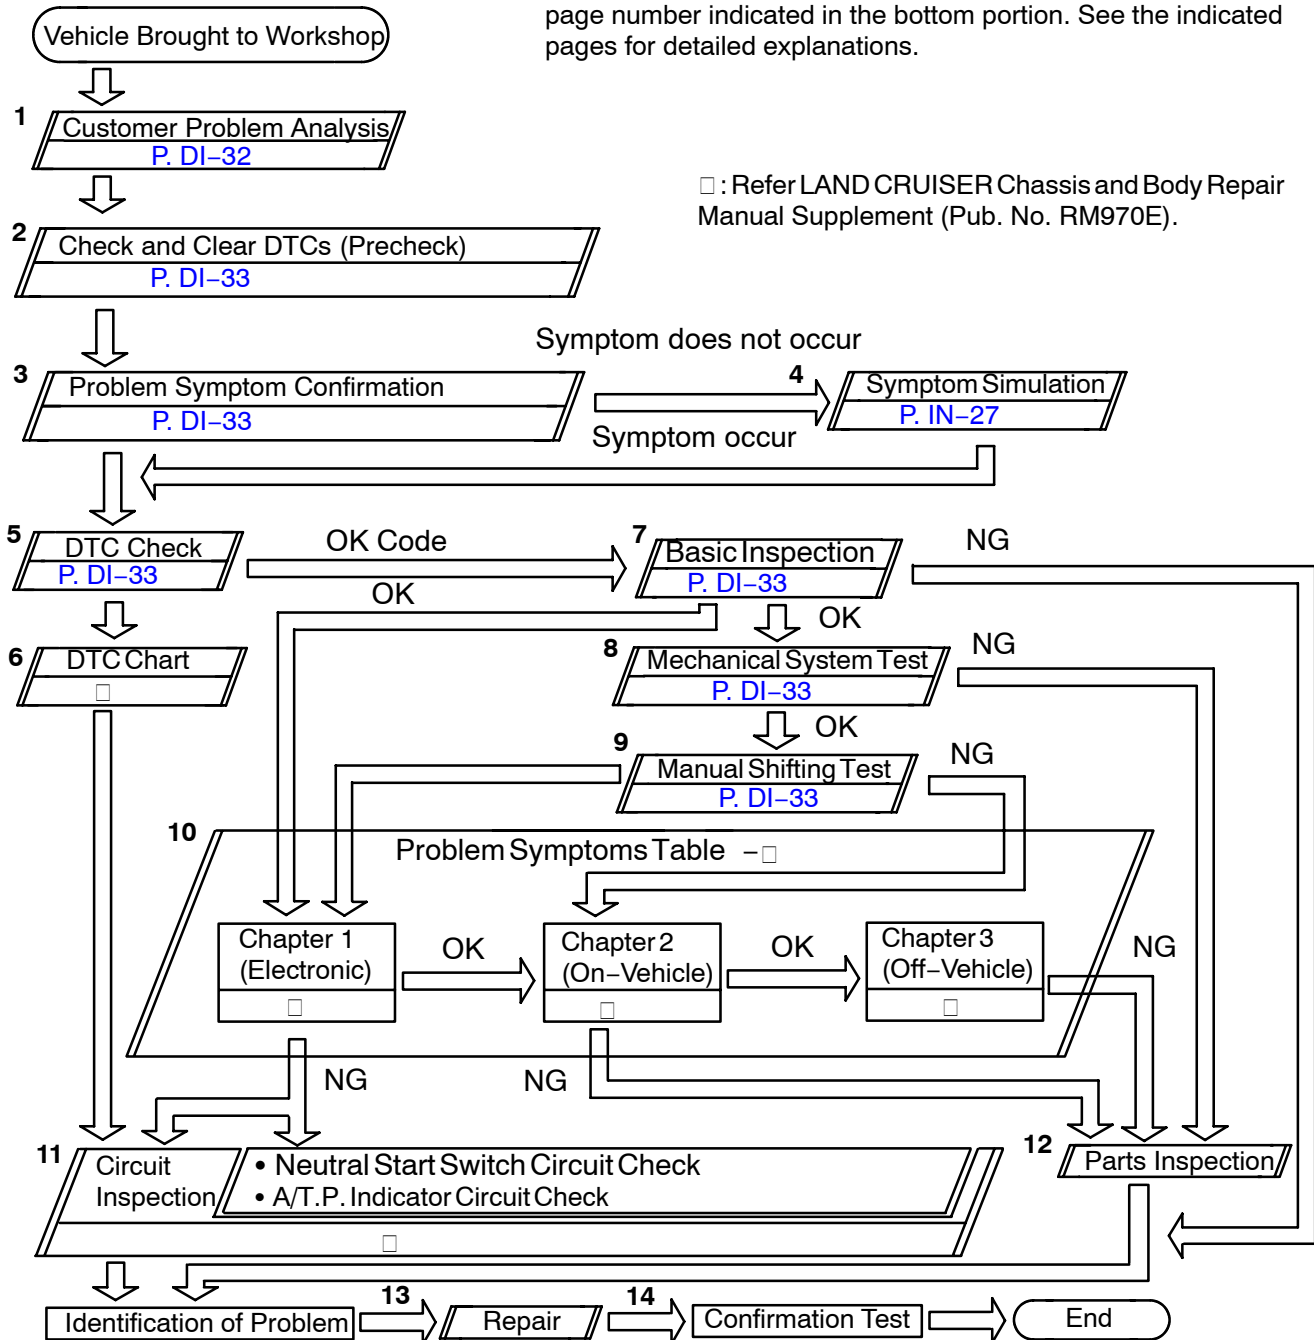 page number indicated in the bottom portion. See the indicated
pages for detailed explanations.
Vehicle Brought to Workshop
1
Customer Problem Analysis
P. DI–32
□ : Refer LAND CRUISER Chassis and Body Repair
Manual Supplement (Pub. No. RM970E).
2
Check and Clear DTCs (Precheck)
P. DI–33
Symptom does not occur
3
Problem Symptom Confirmation
P. DI–33
4
Symptom Simulation
P. IN–27
Symptom occur
5
DTC Check
P. DI–33
OK Code
7
Basic Inspection
P. DI–33
NG
OK
OK
6
DTC Chart
□
8
Mechanical System Test
P. DI–33
NG
OK
9
Manual Shifting Test
P. DI–33
NG
10
Problem Symptoms Table –□
Chapter 1
(Electronic)
□
OK
Chapter 2
(On–Vehicle)
□
OK
Chapter 3
(Off–Vehicle)
□
NG
NG
NG
11
Circuit
Inspection
• Neutral Start Switch Circuit Check
• A/T.P. Indicator Circuit Check
□
12
Parts Inspection
Identification of Problem
13
Repair
14
Confirmation Test
End